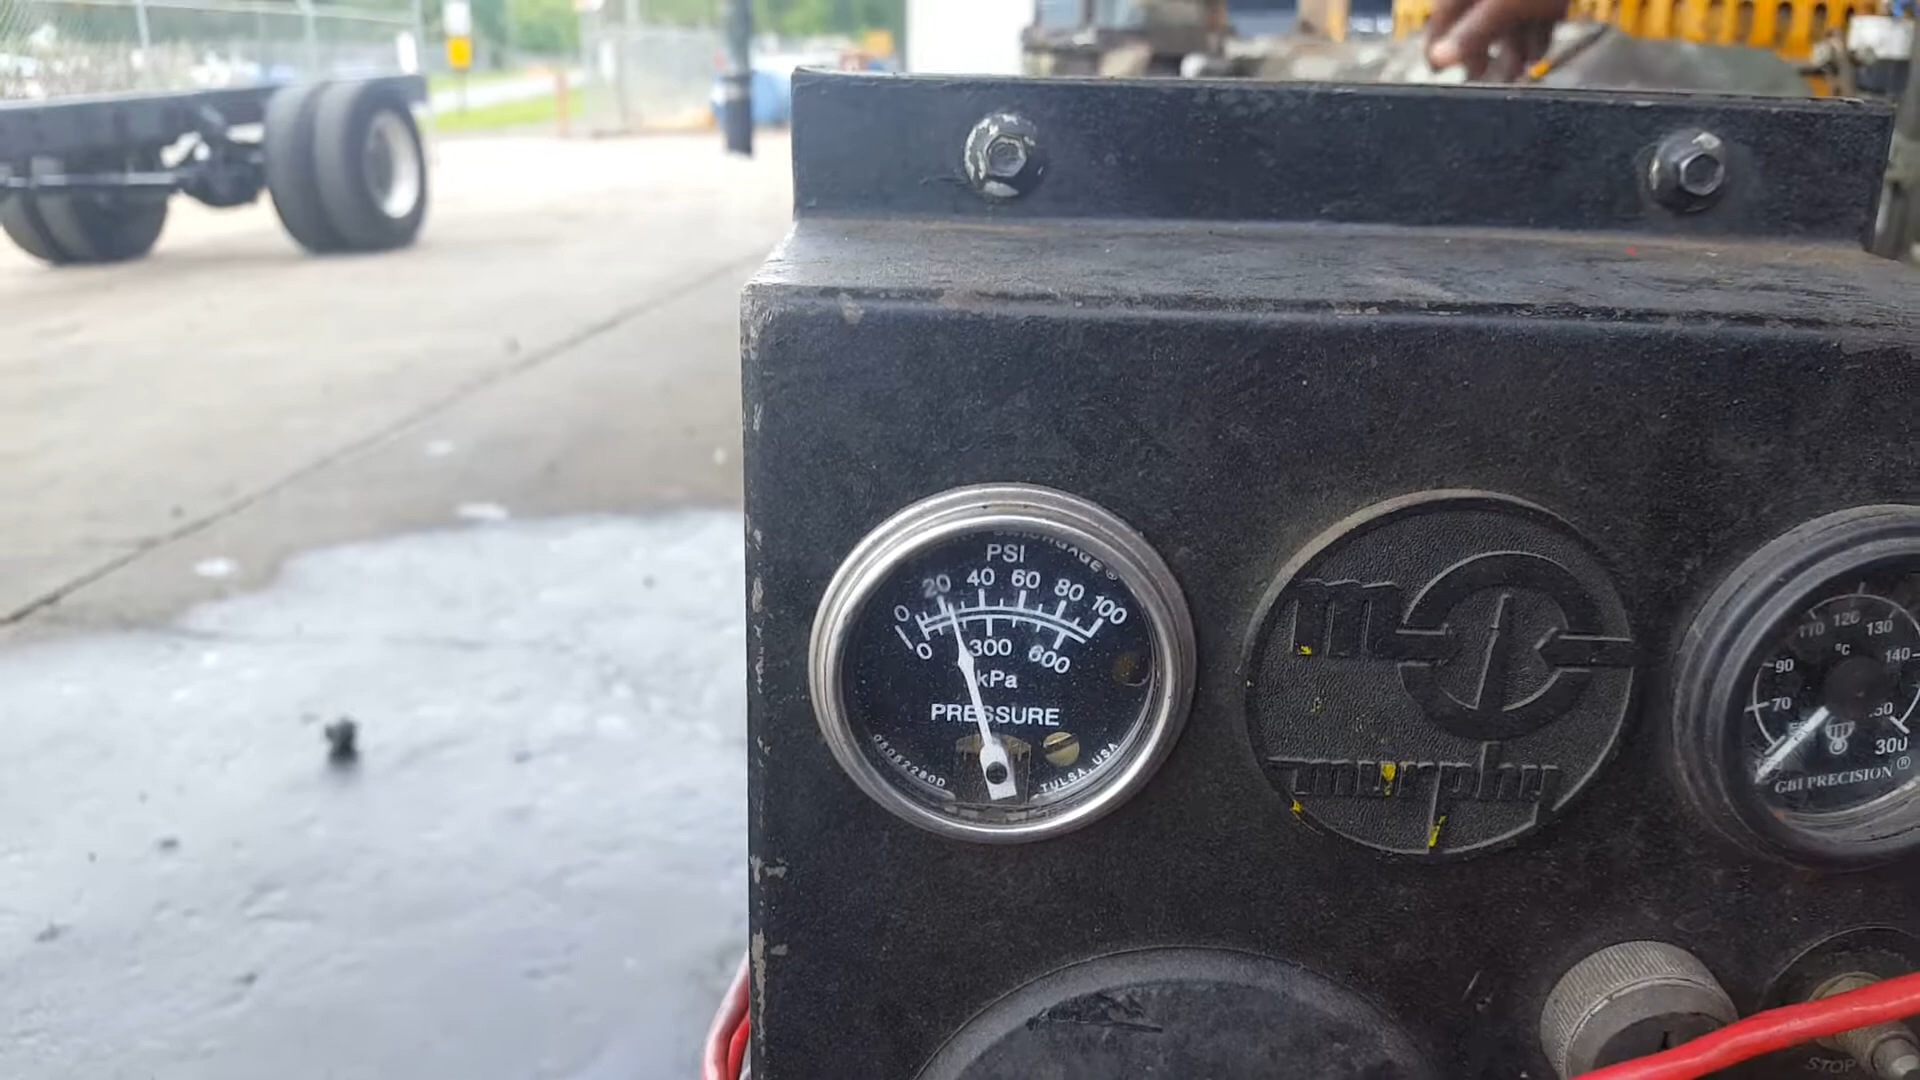 PSI
0 20 40 60 80 100
0 300 600
kPa
PRESSURE
TULSA, USA
m
murphy
110 120 130
°C
90 140
70
300
GBI PRECISION®
STOP